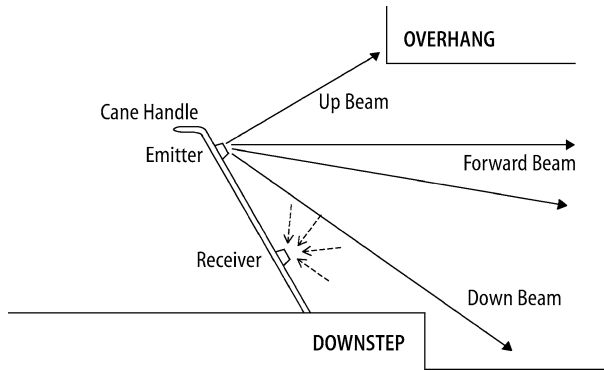 OVERHANG
Up Beam
Cane Handle
Emitter
Forward Beam
Receiver
Down Beam
DOWNSTEP